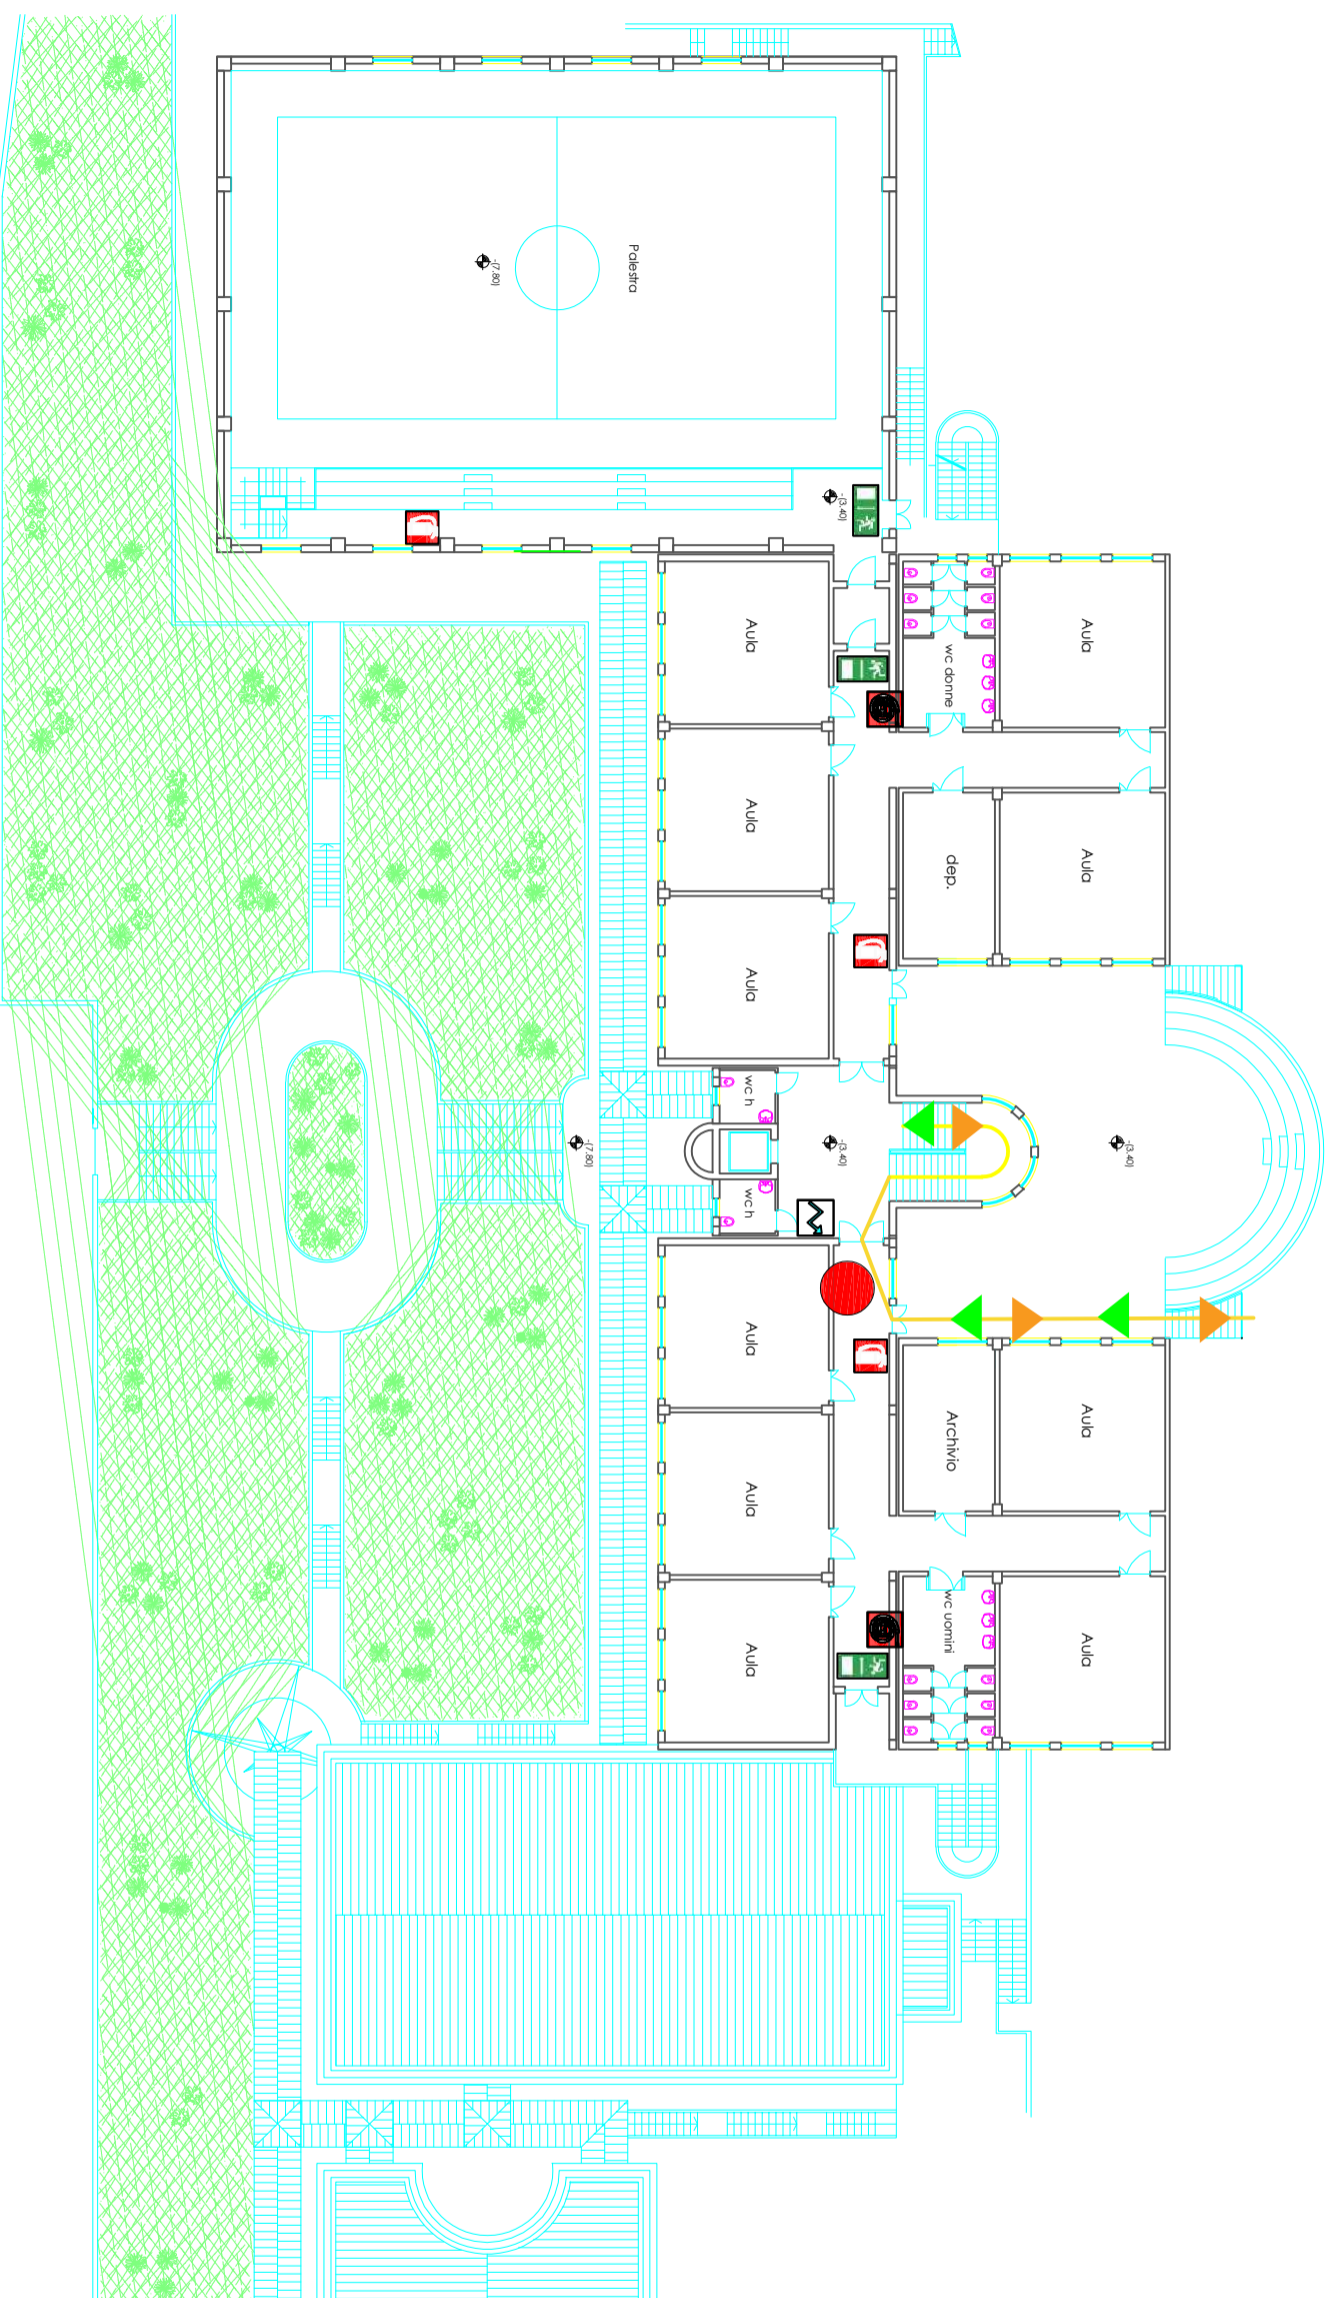 -(3.40)
Aula
Aula
Aula
Aula
wc donne
dep.
Archivio
wc uomini
-(3.40)
-(3.40)
Aula
Aula
Aula
wc h
wc h
Aula
Aula
Aula
Palestra
-(7.80)
-(7.80)